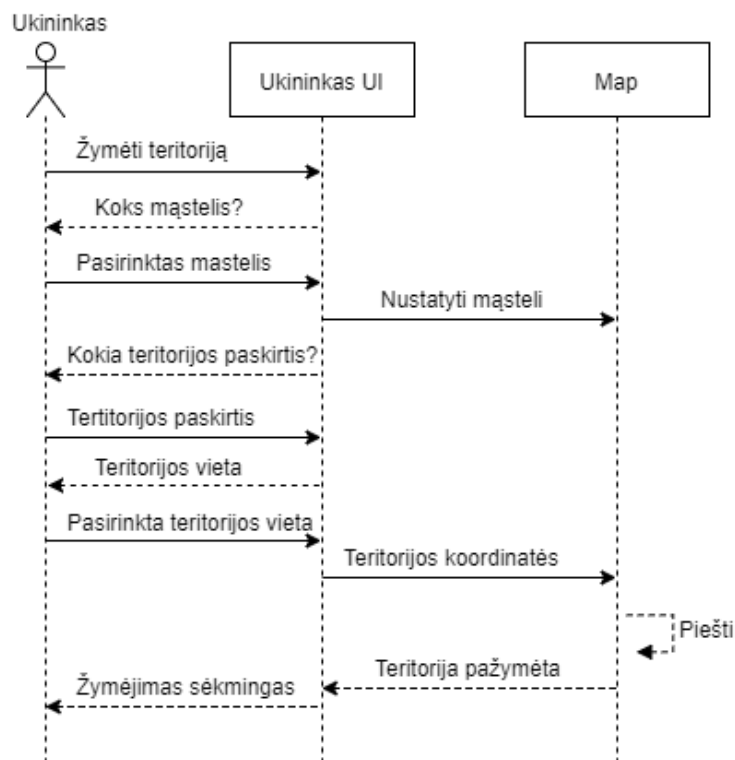 Ukininkas
Ukininkas UI
Map
Žymėti teritoriją
Koks mąstelis?
Pasirinktas mastelis
Nustatyti mąsteli
Kokia teritorijos paskirtis?
Tertitorijos paskirtis
Teritorijos vieta
Pasirinkta teritorijos vieta
Teritorijos koordinatės
Piešti
Teritorija pažymėta
Žymėjimas sėkmingas